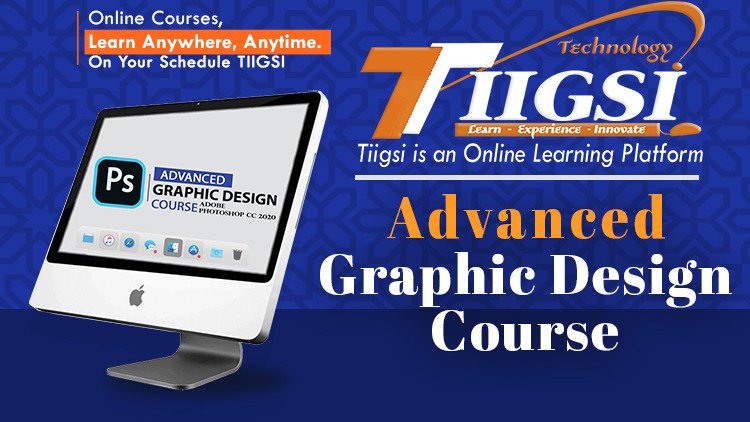 Online Courses,
Learn Anywhere, Anytime.
On Your Schedule TIIGSI
Technology
TIIGSI
Learn - Experience - Innovate
Tiigsi is an Online Learning Platform
Ps
ADVANCED
GRAPHIC DESIGN
COURSE ADOBE
PHOTOSHOP CC 2020
Advanced
Graphic Design
Course